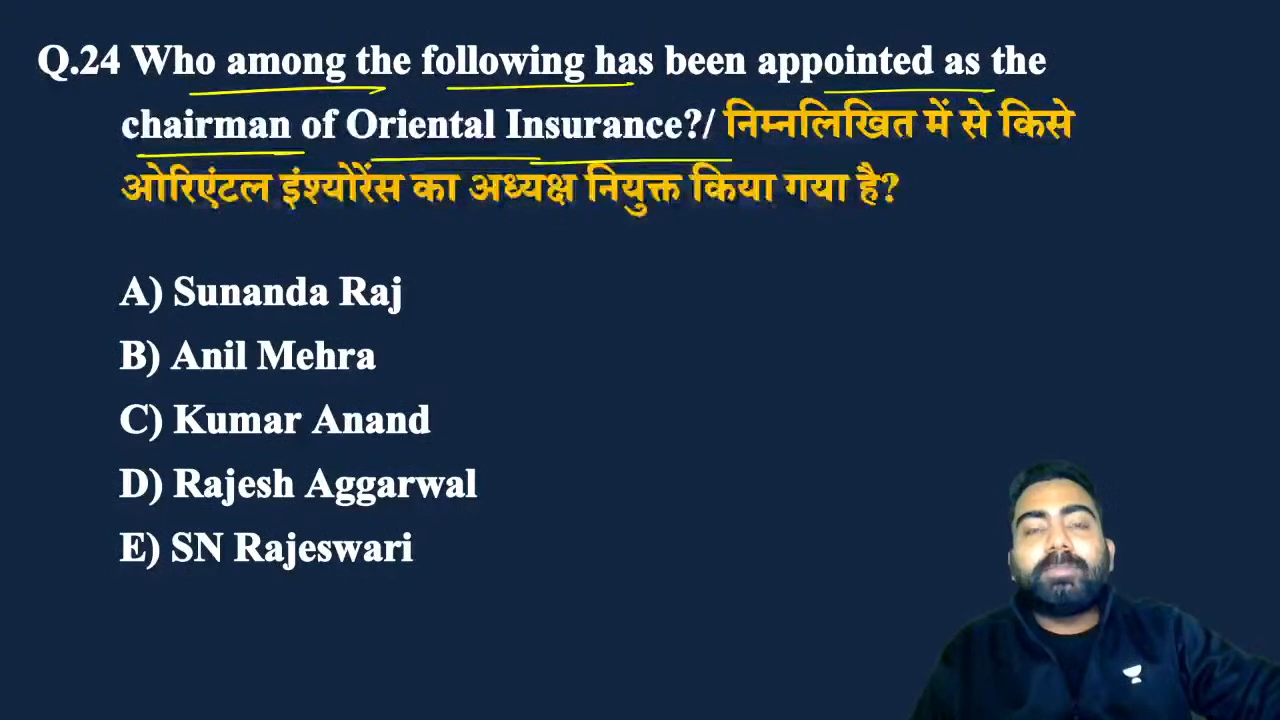 Q.24 Who among the following has been appointed as the
chairman of Oriental Insurance?/ निम्नलिखित में से किसे
ओरिएंटल इंश्योरेंस का अध्यक्ष नियुक्त किया गया है?
A) Sunanda Raj
B) Anil Mehra
C) Kumar Anand
D) Rajesh Aggarwal
E) SN Rajeswari